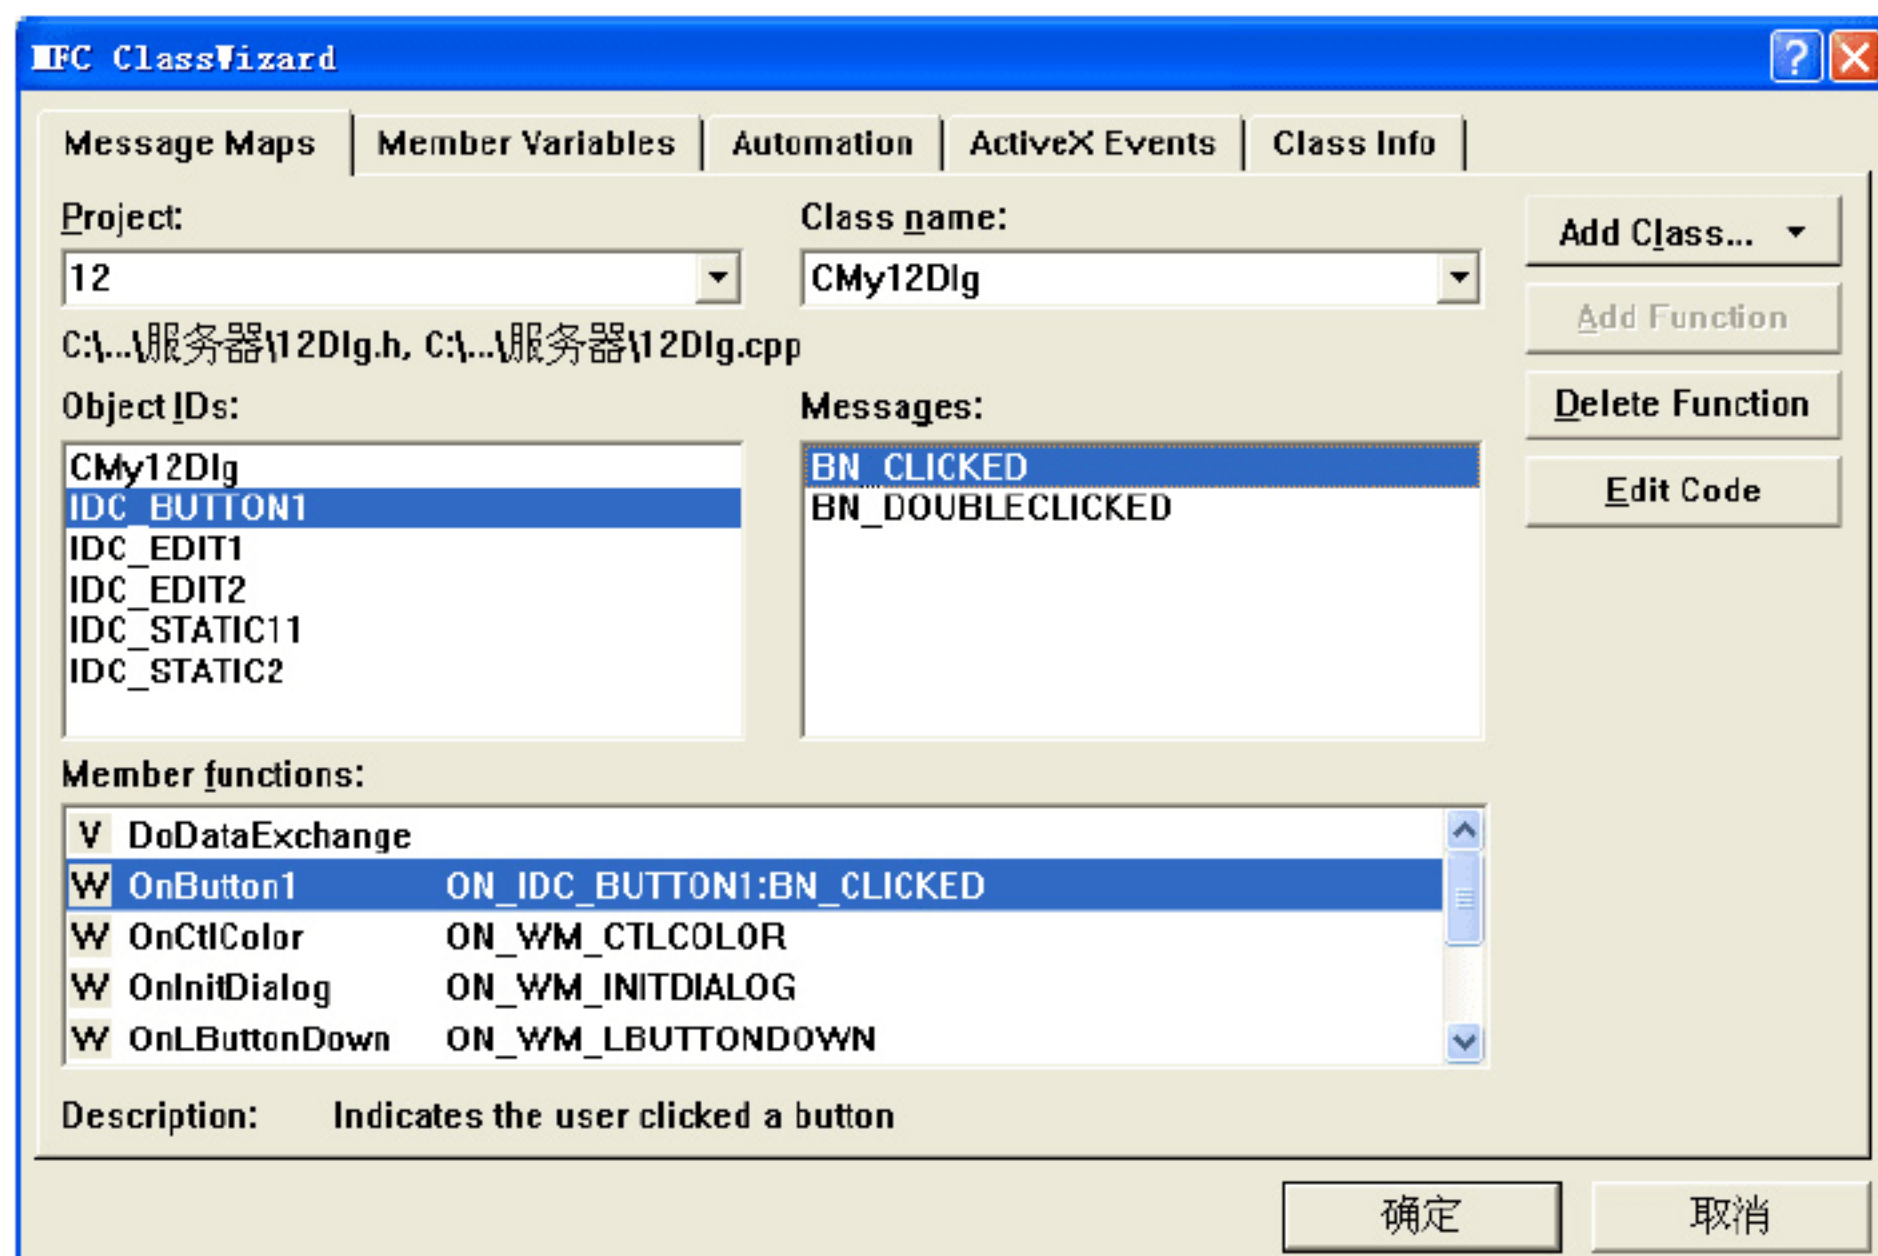 MFC ClassWizard
Message Maps Member Variables Automation ActiveX Events Class Info
Project:
Class name:
Add Class...
12
CMy12Dlg
Add Function
C:\...\服务器\12Dlg.h, C:\...\服务器\12Dlg.cpp
Object IDs:
Messages:
Delete Function
CMy12Dlg
IDC_BUTTON1
IDC_EDIT1
IDC_EDIT2
IDC_STATIC11
IDC_STATIC2
BN_CLICKED
BN_DOUBLECLICKED
Edit Code
Member functions:
V DoDataExchange
W OnButton1 ON_IDC_BUTTON1:BN_CLICKED
W OnCtlColor ON_WM_CTLCOLOR
W OnInitDialog ON_WM_INITDIALOG
W OnLButtonDown ON_WM_LBUTTONDOWN
Description: Indicates the user clicked a button
确定 取消